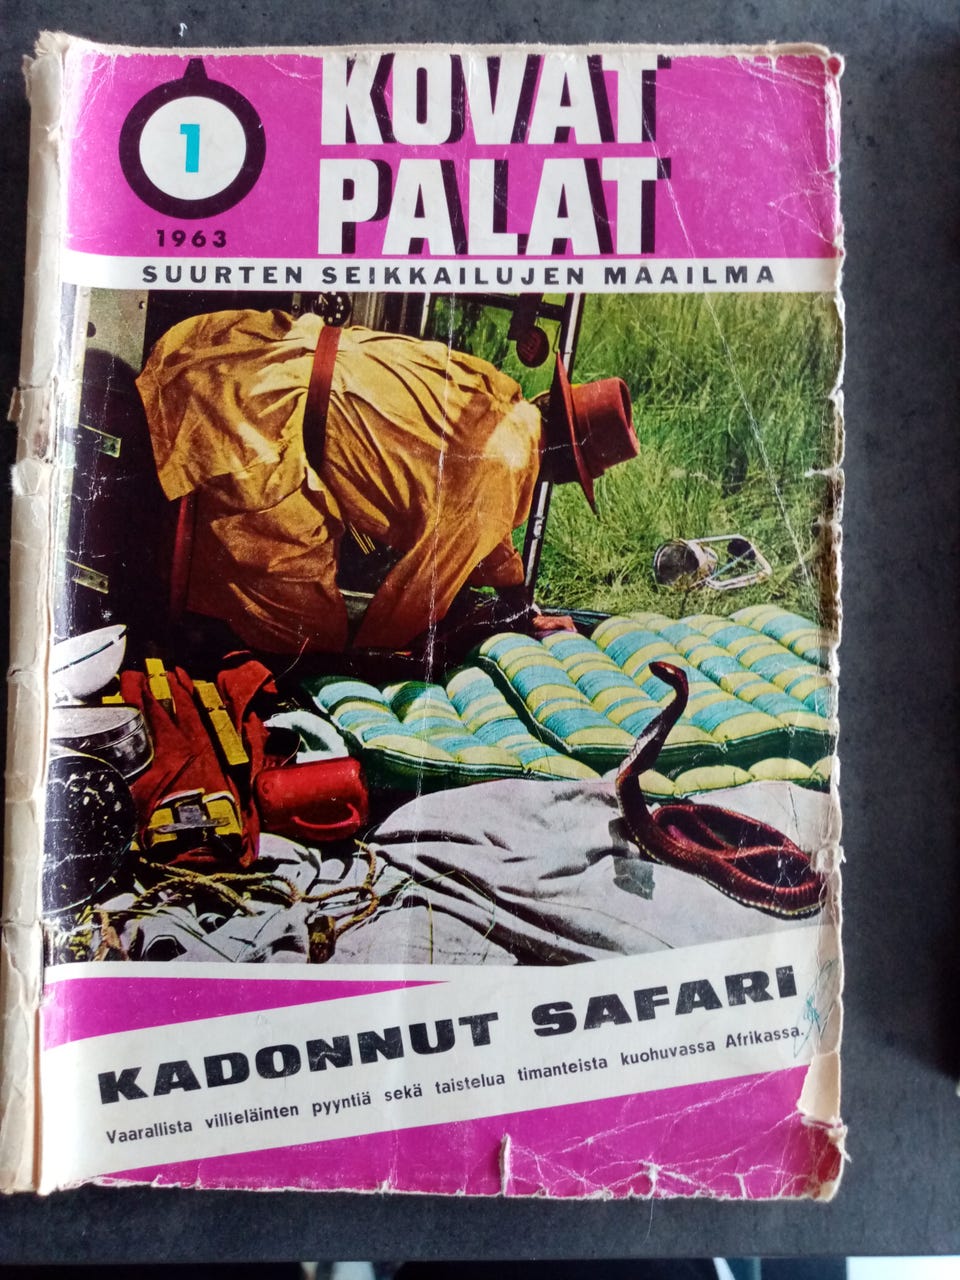 KOVAT
PALAT
1
1963
SUURTEN SEIKKAILUJEN MAAILMA
KADONNUT SAFARI
Vaarallista villieläinten pyyntiä sekä taistelua timanteista kuohuvassa Afrikassa.